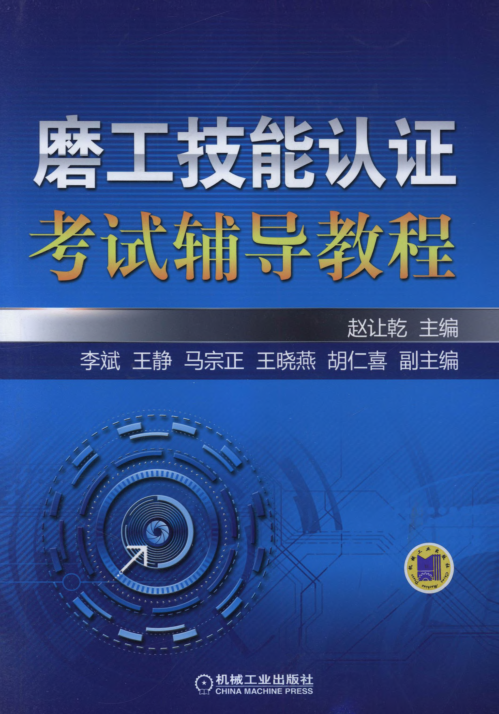 磨工技能认证
考试辅导教程
赵让乾 主编
李斌 王静 马宗正 王晓燕 胡仁喜 副主编
机械工业出版社
CHINA MACHINE PRESS